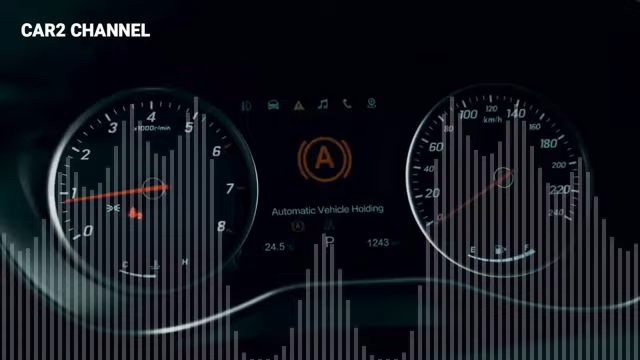 CAR2 CHANNEL
0 1 2 3 4 5 6 7 8
x1000r/min
C H
A
Automatic Vehicle Holding
24.5
P
1243
0 20 40 60 80 100 120 140 160 180 200 220
km/h
E F